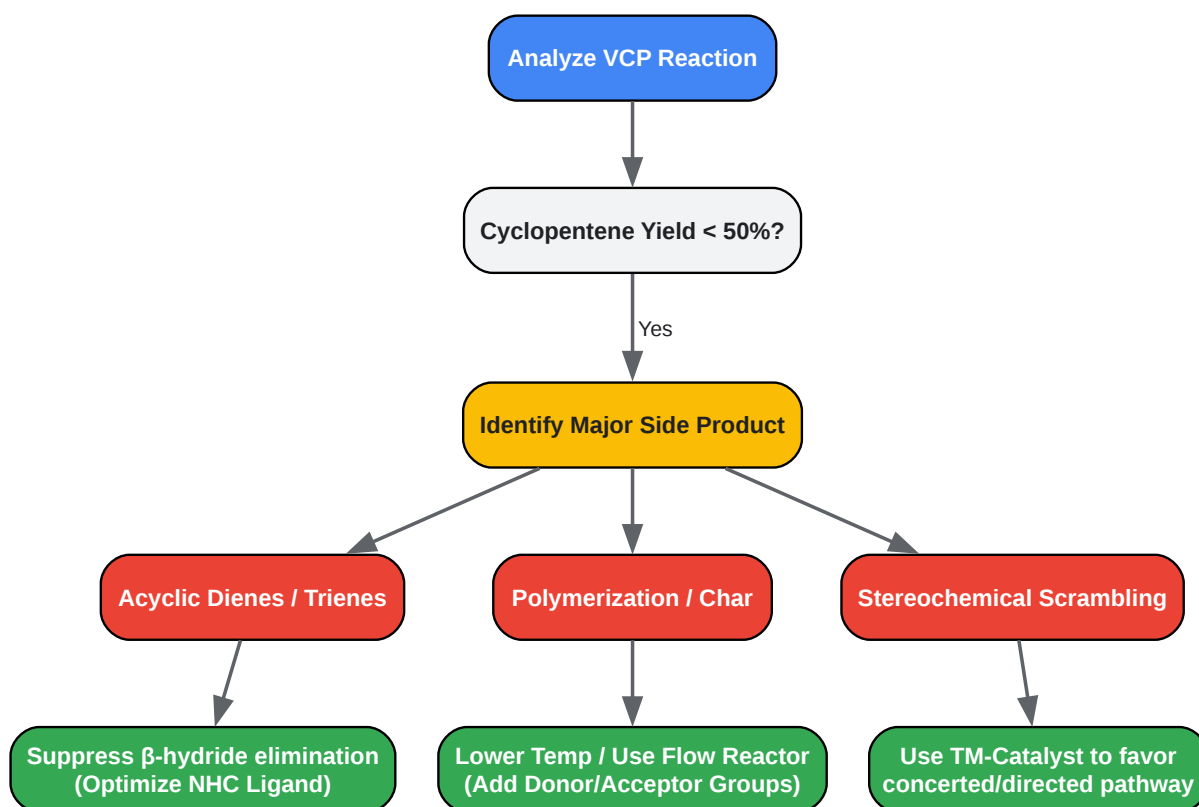 Analyze VCP Reaction
Cyclopentene Yield < 50%?
Yes
Identify Major Side Product
Acyclic Dienes / Trienes
Polymerization / Char
Stereochemical Scrambling
Suppress β-hydride elimination
(Optimize NHC Ligand)
Lower Temp / Use Flow Reactor
(Add Donor/Acceptor Groups)
Use TM-Catalyst to favor
concerted/directed pathway